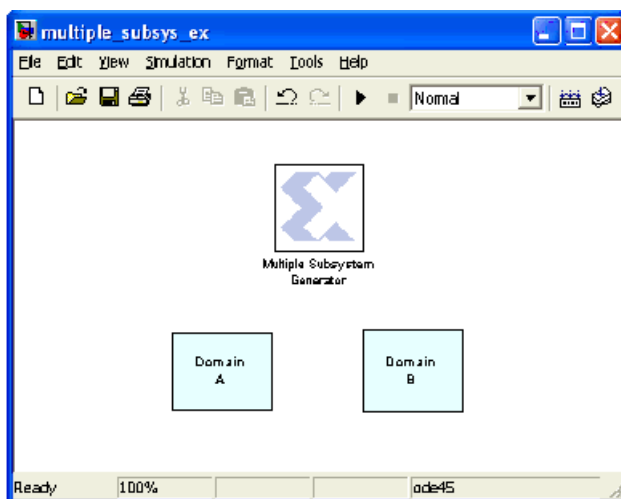 multiple_subsys_ex
File Edit View Simulation Format Tools Help
Normal
Multiple Subsystem
Generator
Domain
A
Domain
B
Ready 100% ode45